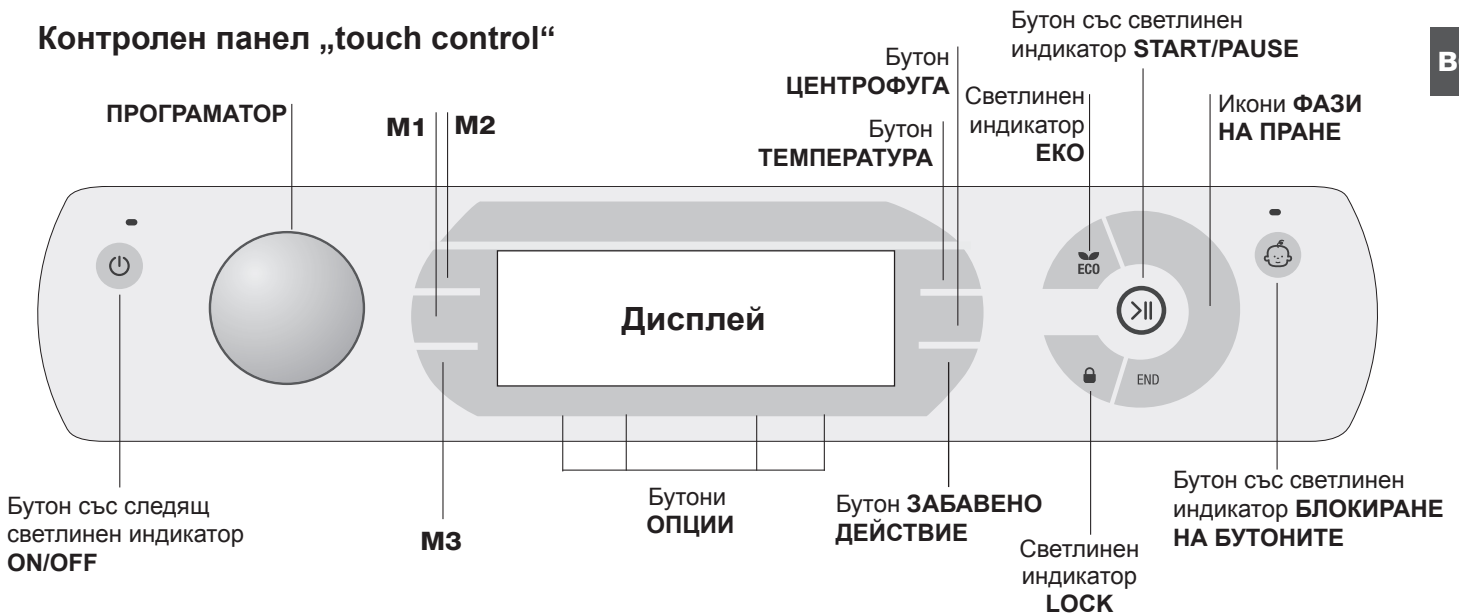 Контролен панел „touch control“
Бутон със светлинен
индикатор START/PAUSE
Бутон
ЦЕНТРОФУГА
Светлинен
индикатор
ЕКО
Икони ФАЗИ
НА ПРАНЕ
ПРОГРАМАТОР
M1
M2
Бутон
ТЕМПЕРАТУРА
ECO
Дисплей
END
Бутон със следящ
светлинен индикатор
ON/OFF
M3
Бутони
ОПЦИИ
Бутон ЗАБАВЕНО
ДЕЙСТВИЕ
Светлинен
индикатор
LOCK
Бутон със светлинен
индикатор БЛОКИРАНЕ
НА БУТОНИТЕ